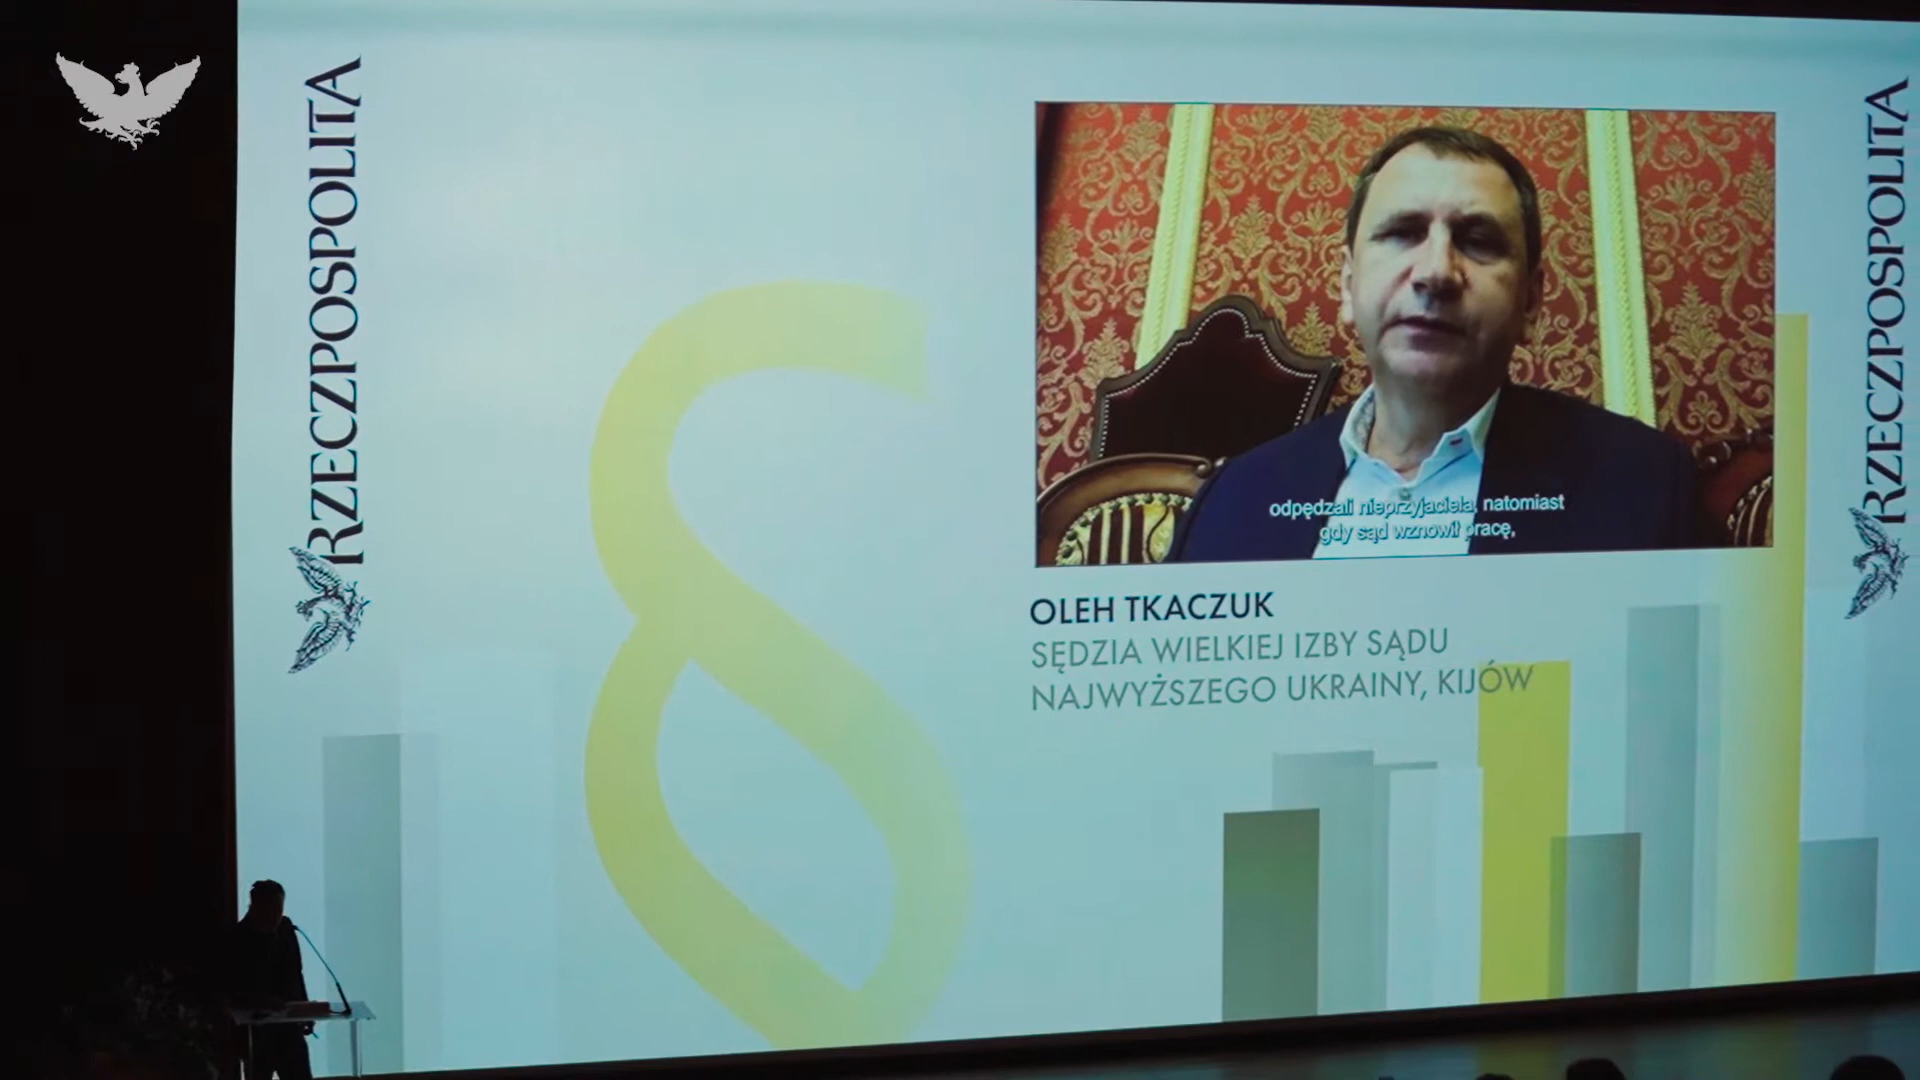 RZECZPOSPOLITA
odpędzali nieprzyjaciela, natomiast
gdy sąd wznowił pracę,
OLEH TKACZUK
SĘDZIA WIELKIEJ IZBY SĄDU
NAJWYŻSZEGO UKRAINY, KIJÓW
RZECZPOSPOLITA